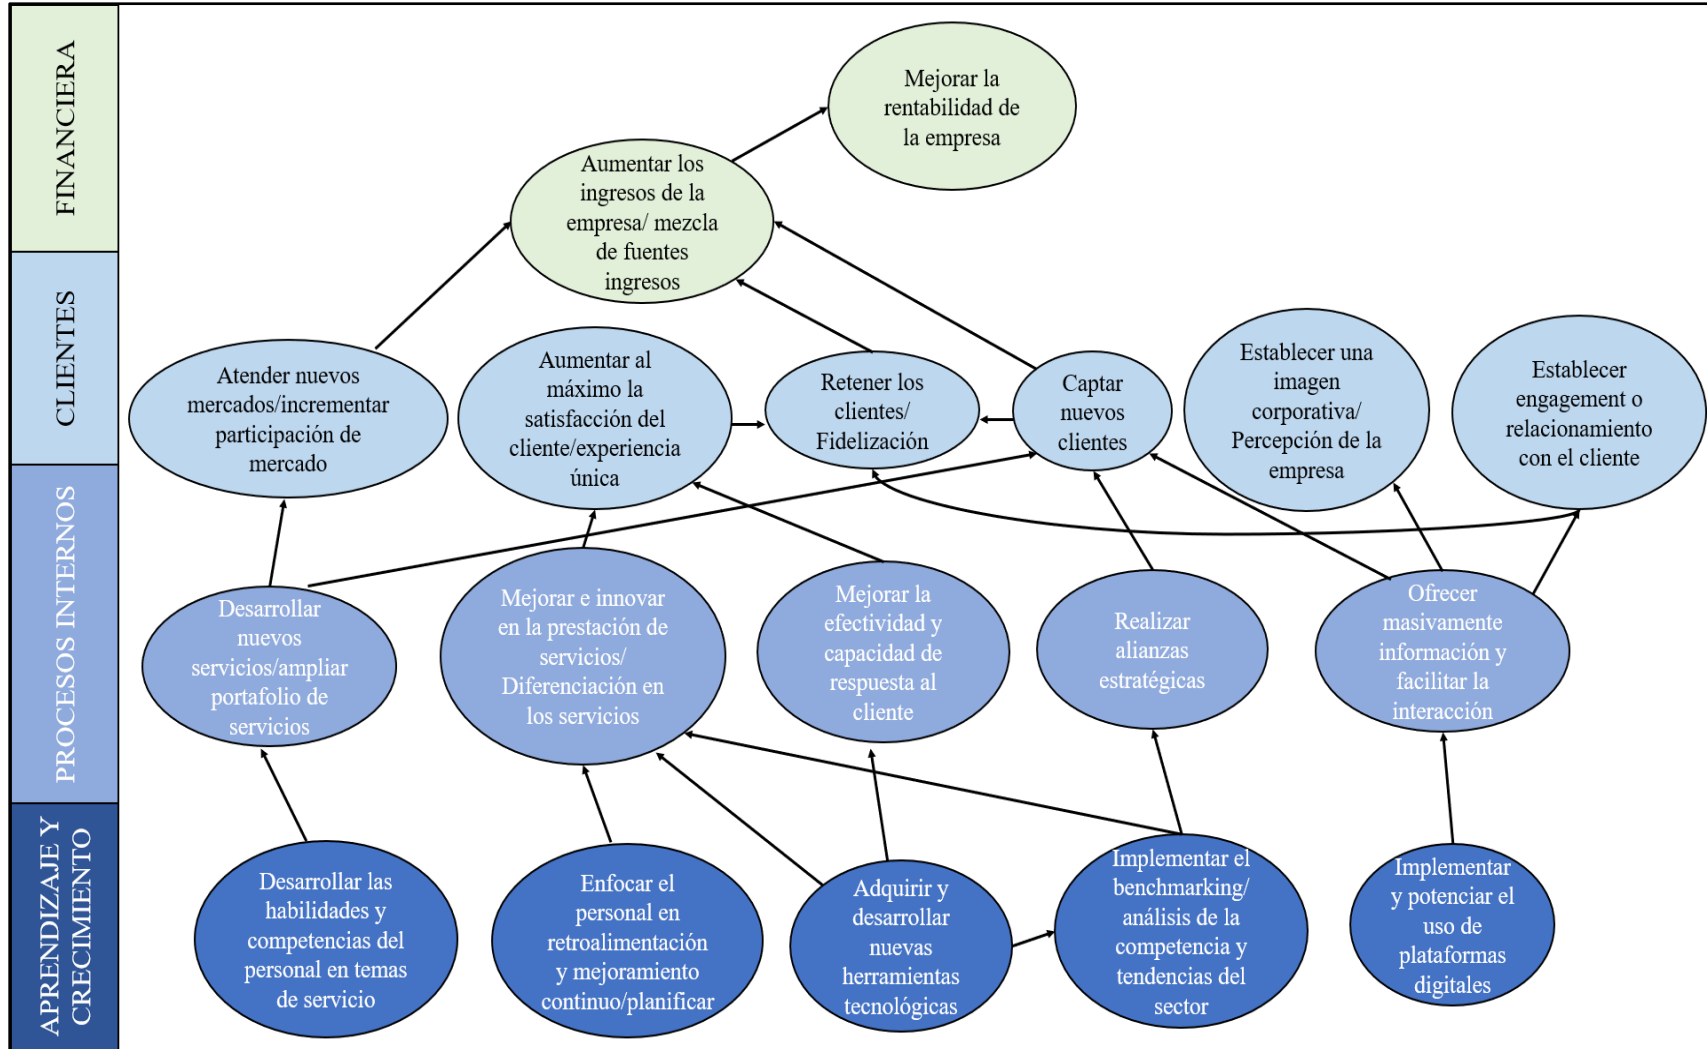 FINANCIERA
Mejorar la
rentabilidad de
la empresa
Aumentar los
ingresos de la
empresa/ mezcla
de fuentes
ingresos
CLIENTES
Atender nuevos
mercados/incrementar
participación de
mercado
Aumentar al
máximo la
satisfacción del
cliente/experiencia
única
Retener los
clientes/
Fidelización
Captar
nuevos
clientes
Establecer una
imagen
corporativa/
Percepción de la
empresa
Establecer
engagement o
relacionamiento
con el cliente
PROCESOS INTERNOS
Desarrollar
nuevos
servicios/ampliar
portafolio de
servicios
Mejorar e innovar
en la prestación de
servicios/
Diferenciación en
los servicios
Mejorar la
efectividad y
capacidad de
respuesta al
cliente
Realizar
alianzas
estratégicas
Ofrecer
masivamente
información y
facilitar la
interacción
APRENDIZAJE Y
CRECIMIENTO
Desarrollar las
habilidades y
competencias del
personal en temas
de servicio
Enfocar el
personal en
retroalimentación
y mejoramiento
continuo/planificar
Adquirir y
desarrollar
nuevas
herramientas
tecnológicas
Implementar el
benchmarking/
análisis de la
competencia y
tendencias del
sector
Implementar
y potenciar el
uso de
plataformas
digitales